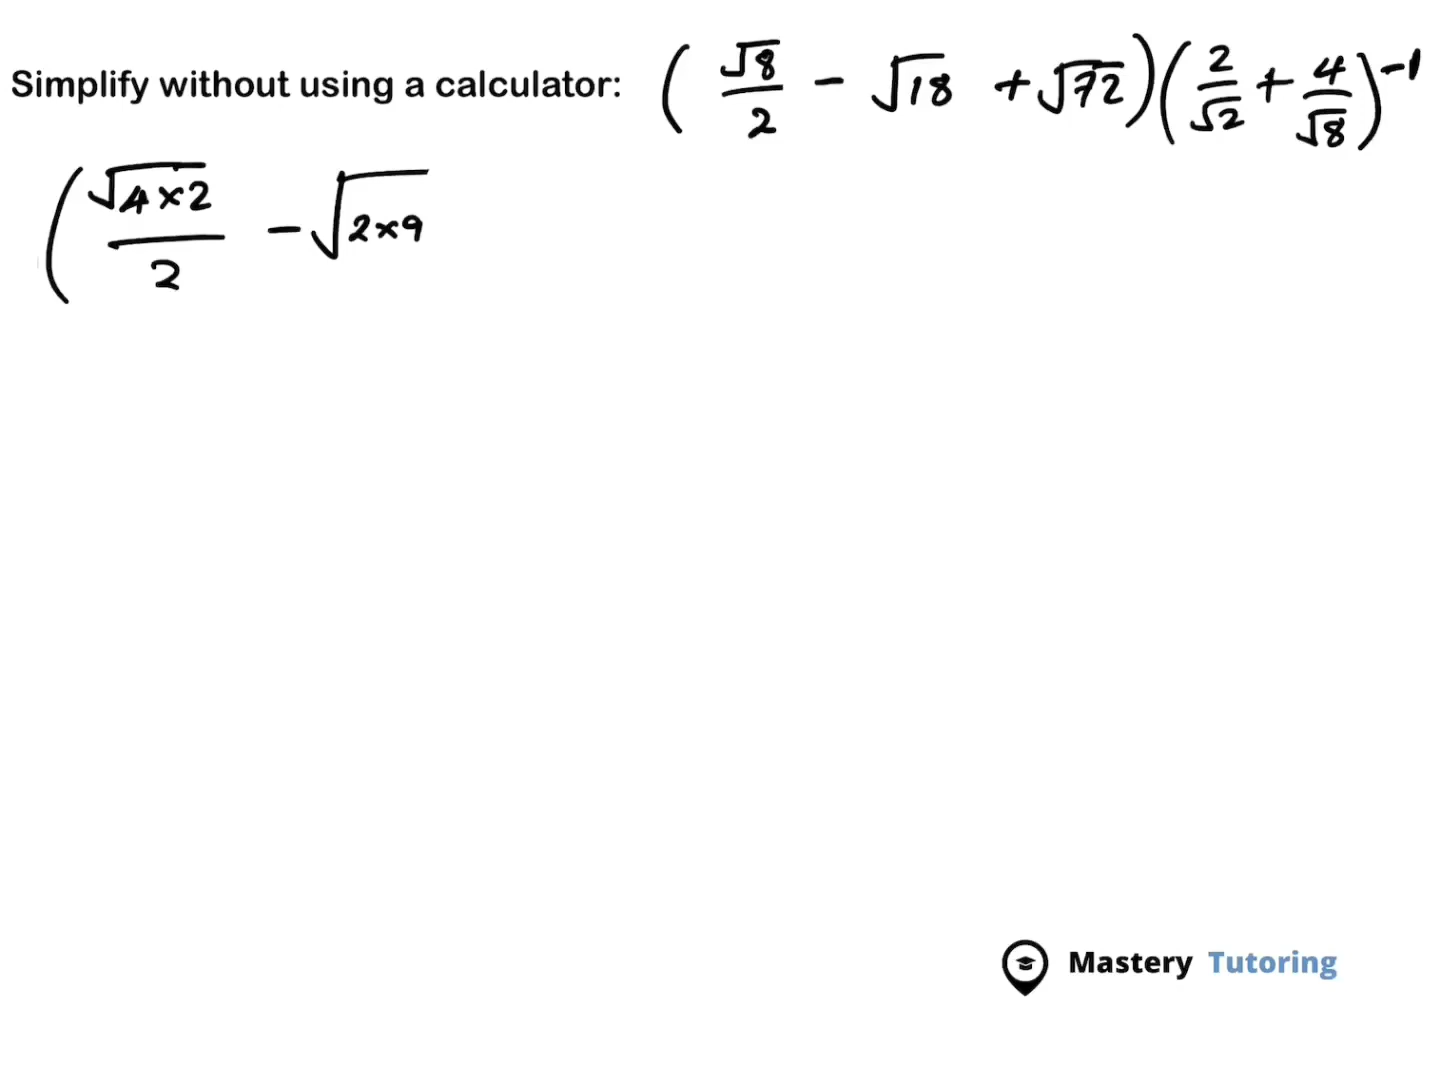 Simplify without using a calculator: (√8/2 - √18 + √72)(2/√2 + 4/√8)^-1
(√4×2/2 - √2×9
Mastery Tutoring